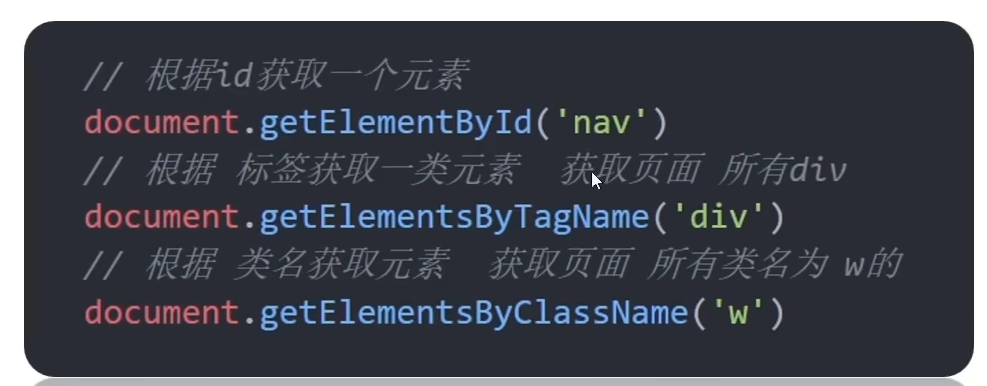 // 根据id获取一个元素
document.getElementById('nav')
// 根据 标签获取一类元素  获取页面 所有div
document.getElementsByTagName('div')
// 根据 类名获取元素  获取页面 所有类名为 w的
document.getElementsByClassName('w')